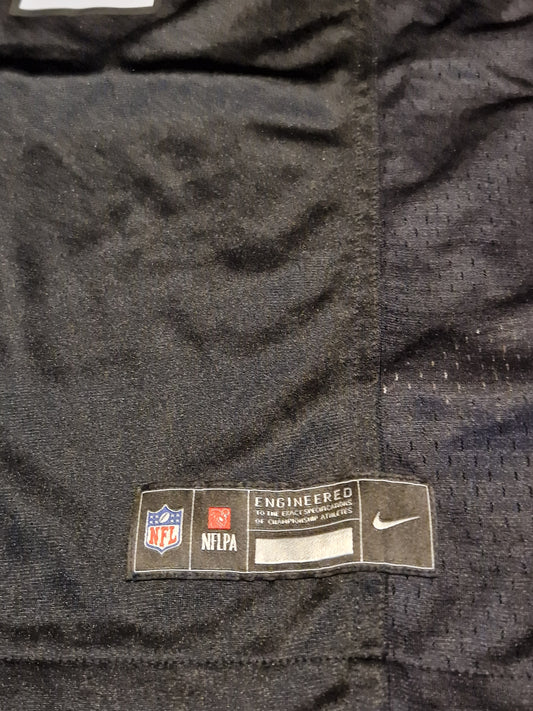 NFL
NFLPA
ENGINEERED
TO THE EXACT SPECIFICATIONS
OF CHAMPIONSHIP ATHLETES